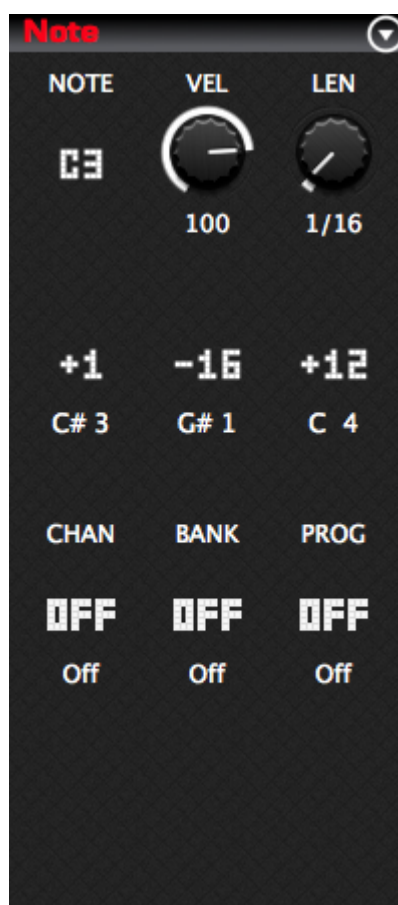 Note
NOTE VEL LEN
C3
100 1/16
+1 -16 +12
C# 3 G# 1 C 4
CHAN BANK PROG
OFF OFF OFF
Off Off Off